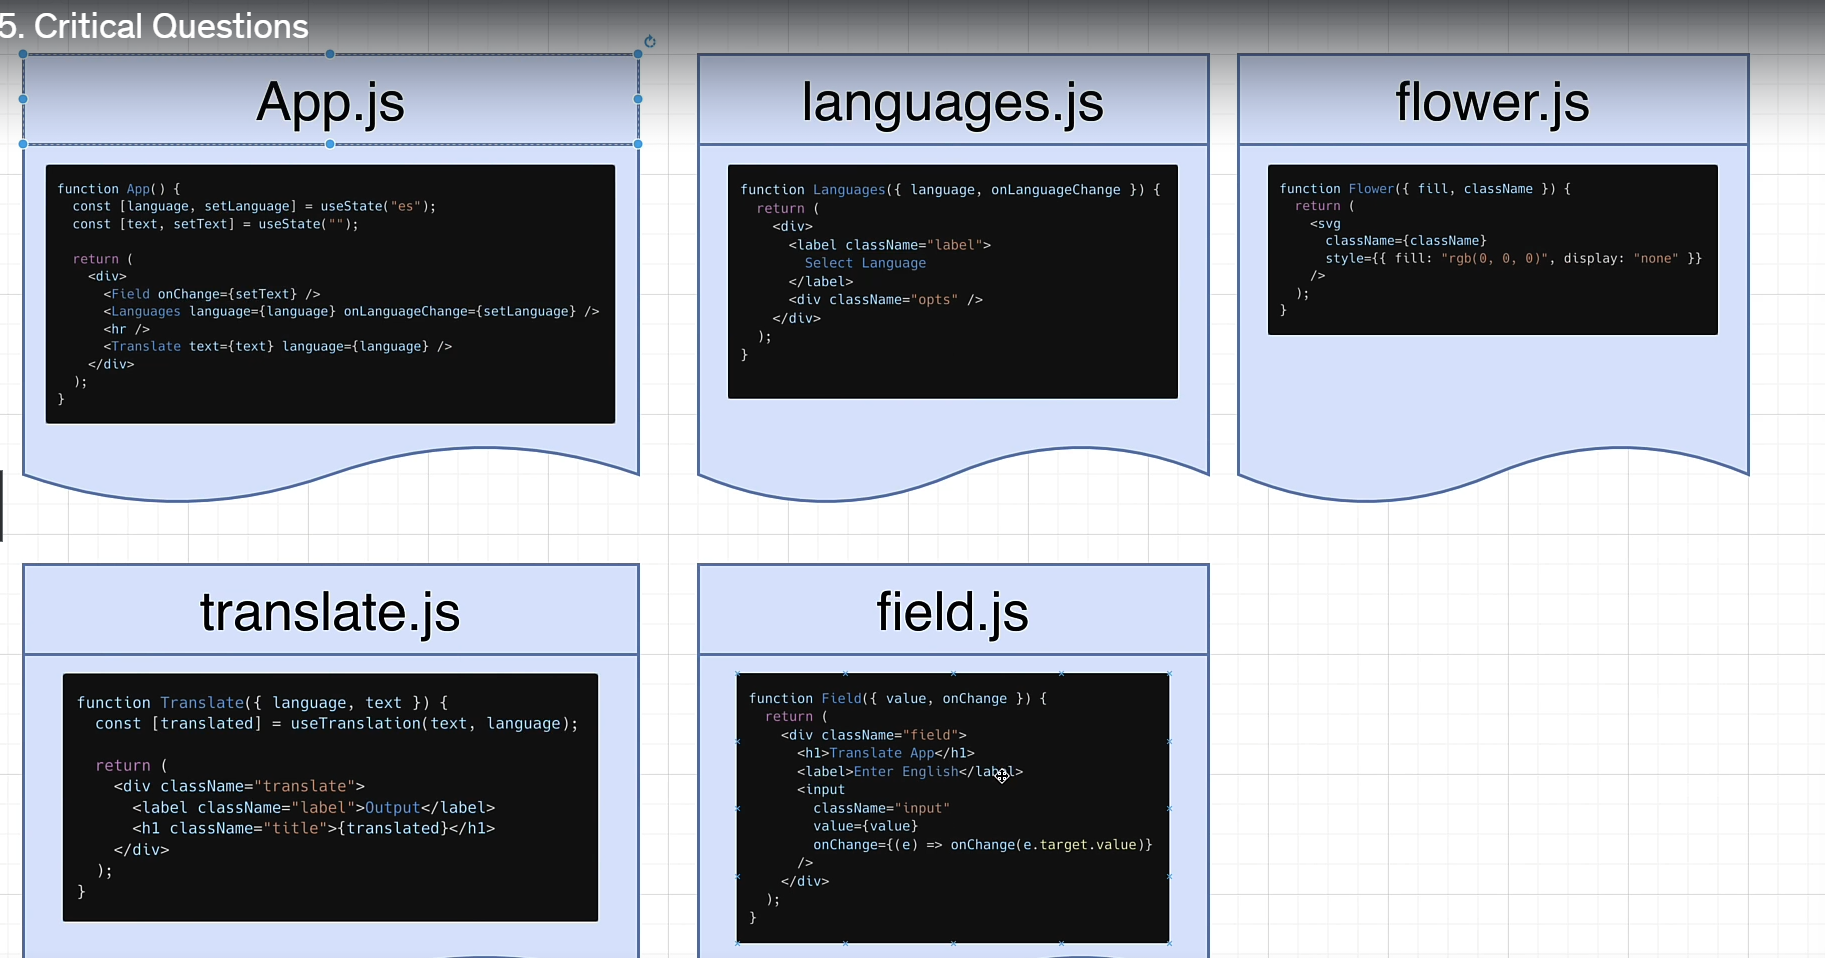 5. Critical Questions
App.js
function App() {
const [language, setLanguage] = useState("es");
const [text, setText] = useState("");
return (
<div>
<Field onChange={setText} />
<Languages language={language} onLanguageChange={setLanguage} />
<hr />
<Translate text={text} language={language} />
</div>
);
}
languages.js
function Languages({ language, onLanguageChange }) {
return (
<div>
<label className="label">
Select Language
</label>
<div className="opts" />
</div>
);
}
flower.js
function Flower({ fill, className }) {
return (
<svg
className={className}
style={{ fill: "rgb(0, 0, 0)", display: "none" }}
/>
);
}
translate.js
function Translate({ language, text }) {
const [translated] = useTranslation(text, language);
return (
<div className="translate">
<label className="label">Output</label>
<h1 className="title">{translated}</h1>
</div>
);
}
field.js
function Field({ value, onChange }) {
return (
<div className="field">
<h1>Translate App</h1>
<label>Enter English</label>
<input
className="input"
value={value}
onChange={(e) => onChange(e.target.value)}
/>
</div>
);
}